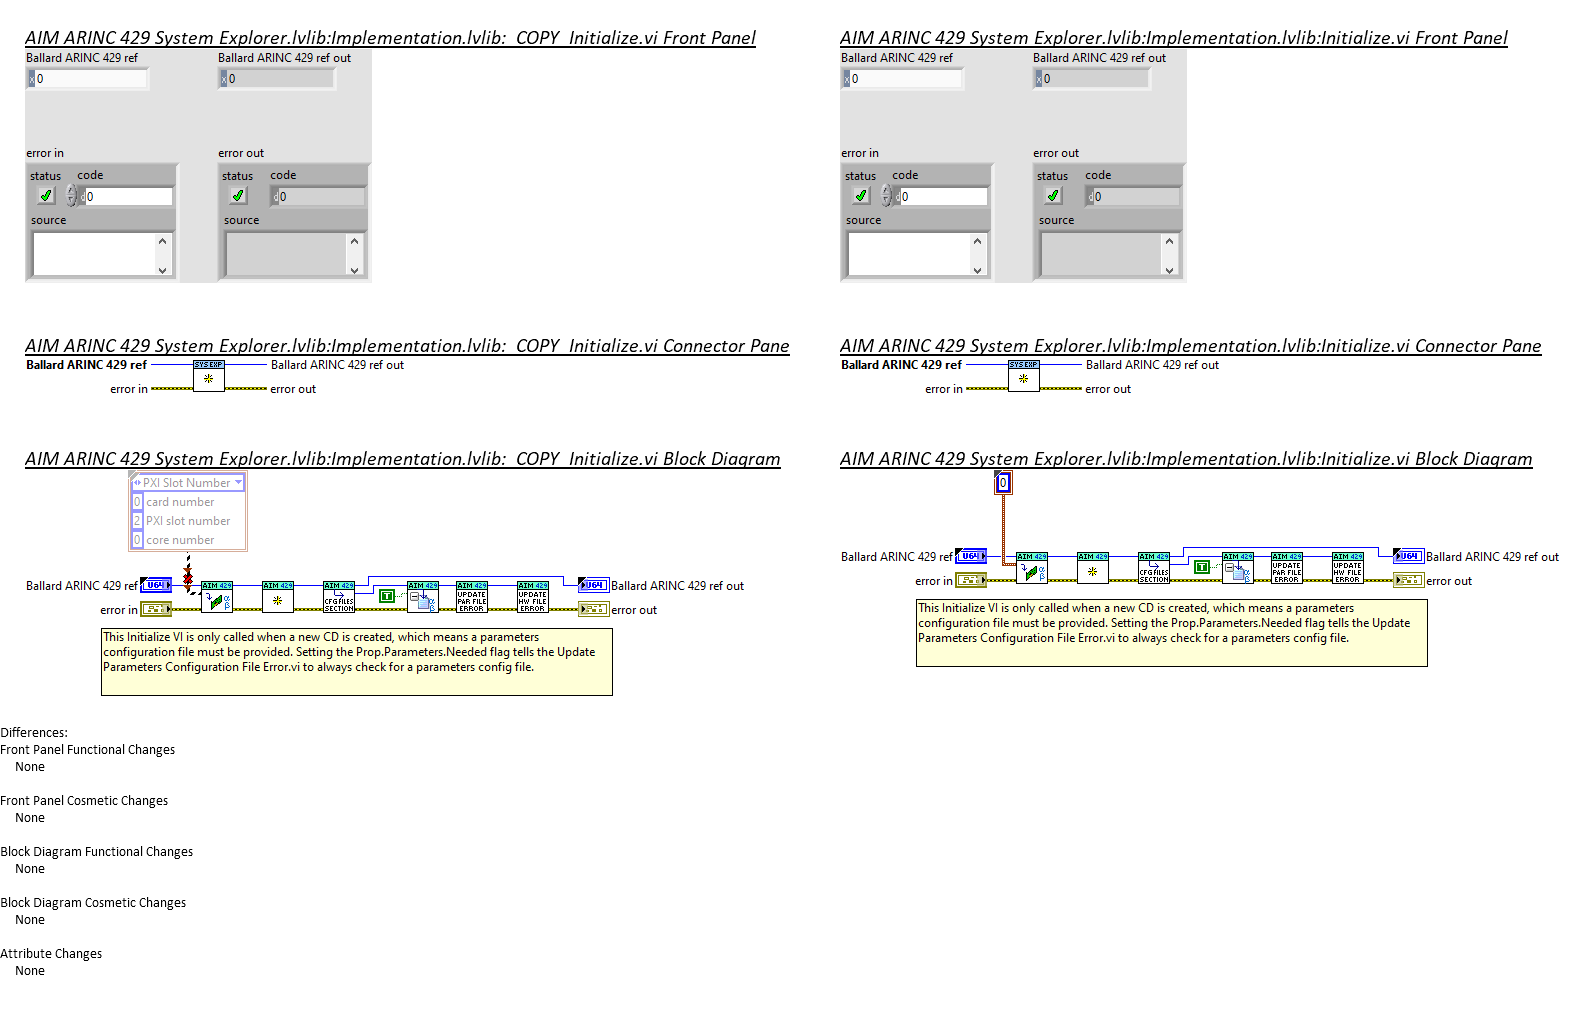 AIM ARINC 429 System Explorer.lvlib:Implementation.lvlib:  COPY  Initialize.vi Front Panel
Ballard ARINC 429 ref
Ballard ARINC 429 ref out
x 0
x 0
error in
error out
status
code
status
code
d 0
d 0
source
source
AIM ARINC 429 System Explorer.lvlib:Implementation.lvlib:  COPY  Initialize.vi Connector Pane
Ballard ARINC 429 ref
SYS EXP
Ballard ARINC 429 ref out
error in
error out
AIM ARINC 429 System Explorer.lvlib:Implementation.lvlib:  COPY  Initialize.vi Block Diagram
PXI Slot Number
0 card number
2 PXI slot number
0 core number
Ballard ARINC 429 ref
U64
AIM 429
AIM 429
AIM 429
AIM 429
AIM 429
AIM 429
U64
Ballard ARINC 429 ref out
error in
α
β
CFG FILES
SECTION
T
α
β
UPDATE
PAR FILE
ERROR
UPDATE
HW FILE
ERROR
error out
This Initialize VI is only called when a new CD is created, which means a parameters
configuration file must be provided. Setting the Prop.Parameters.Needed flag tells the Update
Parameters Configuration File Error.vi to always check for a parameters config file.
AIM ARINC 429 System Explorer.lvlib:Implementation.lvlib:Initialize.vi Front Panel
Ballard ARINC 429 ref
Ballard ARINC 429 ref out
x 0
x 0
error in
error out
status
code
status
code
d 0
d 0
source
source
AIM ARINC 429 System Explorer.lvlib:Implementation.lvlib:Initialize.vi Connector Pane
Ballard ARINC 429 ref
SYS EXP
Ballard ARINC 429 ref out
error in
error out
AIM ARINC 429 System Explorer.lvlib:Implementation.lvlib:Initialize.vi Block Diagram
0
Ballard ARINC 429 ref
U64
AIM 429
AIM 429
AIM 429
AIM 429
AIM 429
AIM 429
U64
Ballard ARINC 429 ref out
error in
α
β
CFG FILES
SECTION
T
α
β
UPDATE
PAR FILE
ERROR
UPDATE
HW FILE
ERROR
error out
This Initialize VI is only called when a new CD is created, which means a parameters
configuration file must be provided. Setting the Prop.Parameters.Needed flag tells the Update
Parameters Configuration File Error.vi to always check for a parameters config file.
Differences:
Front Panel Functional Changes
None
Front Panel Cosmetic Changes
None
Block Diagram Functional Changes
None
Block Diagram Cosmetic Changes
None
Attribute Changes
None